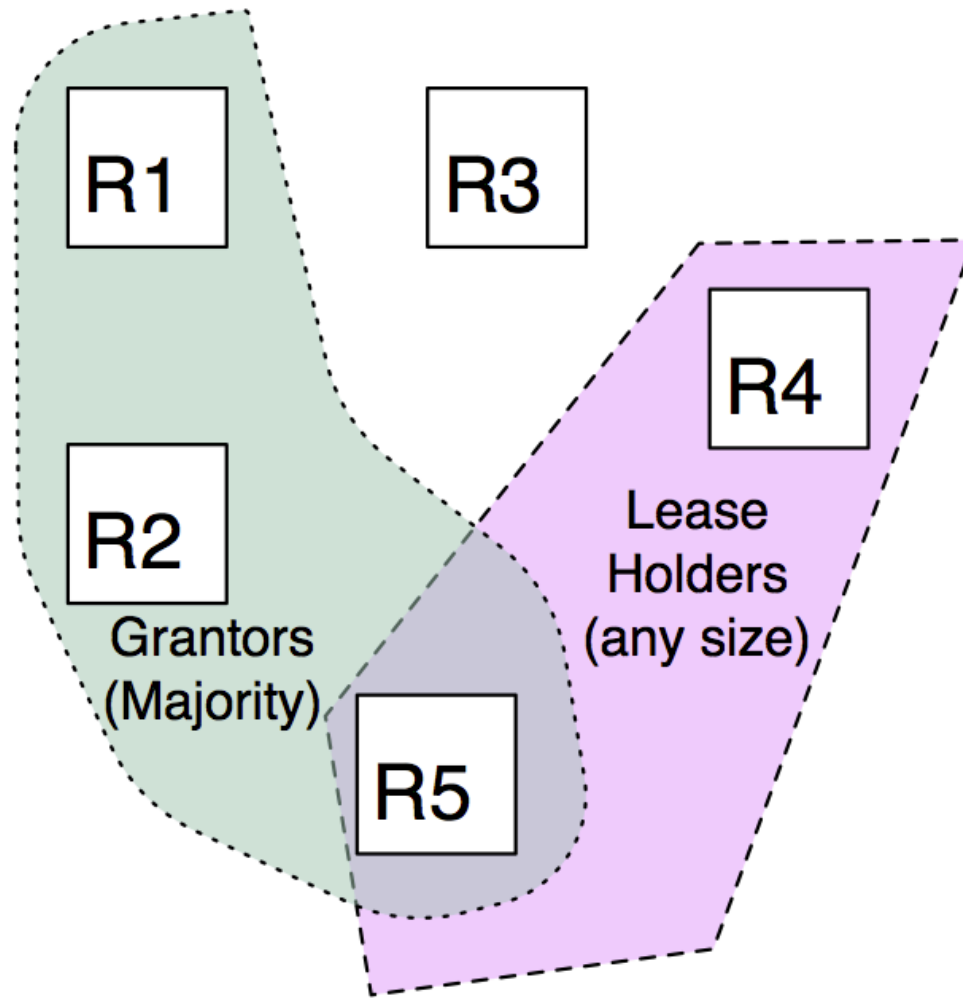 R1
R3
R4
R2
Lease
Holders
(any size)
Grantors
(Majority)
R5